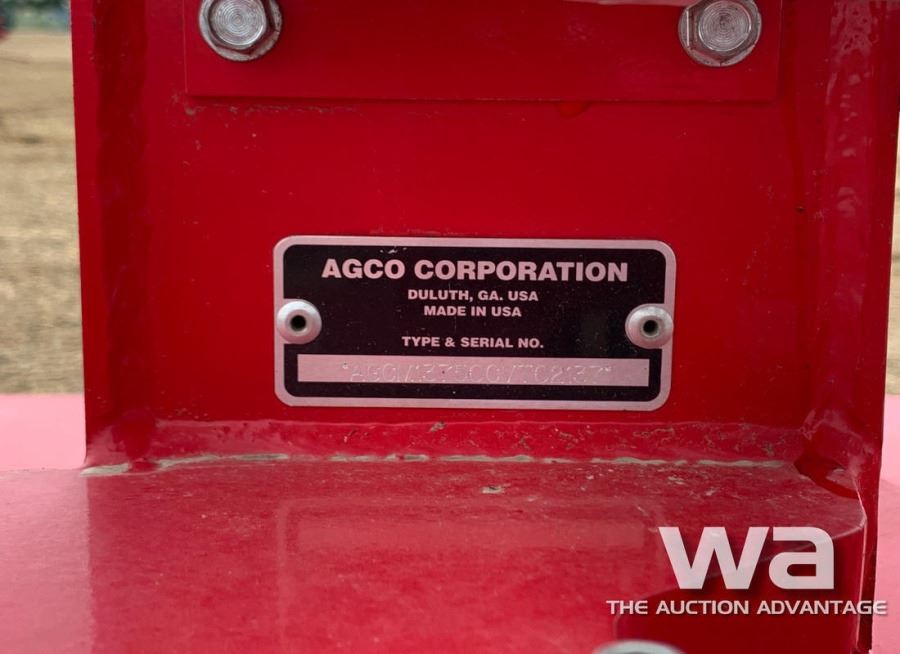 AGCO CORPORATION
DULUTH, GA. USA
MADE IN USA
TYPE & SERIAL NO.
wa
THE AUCTION ADVANTAGE